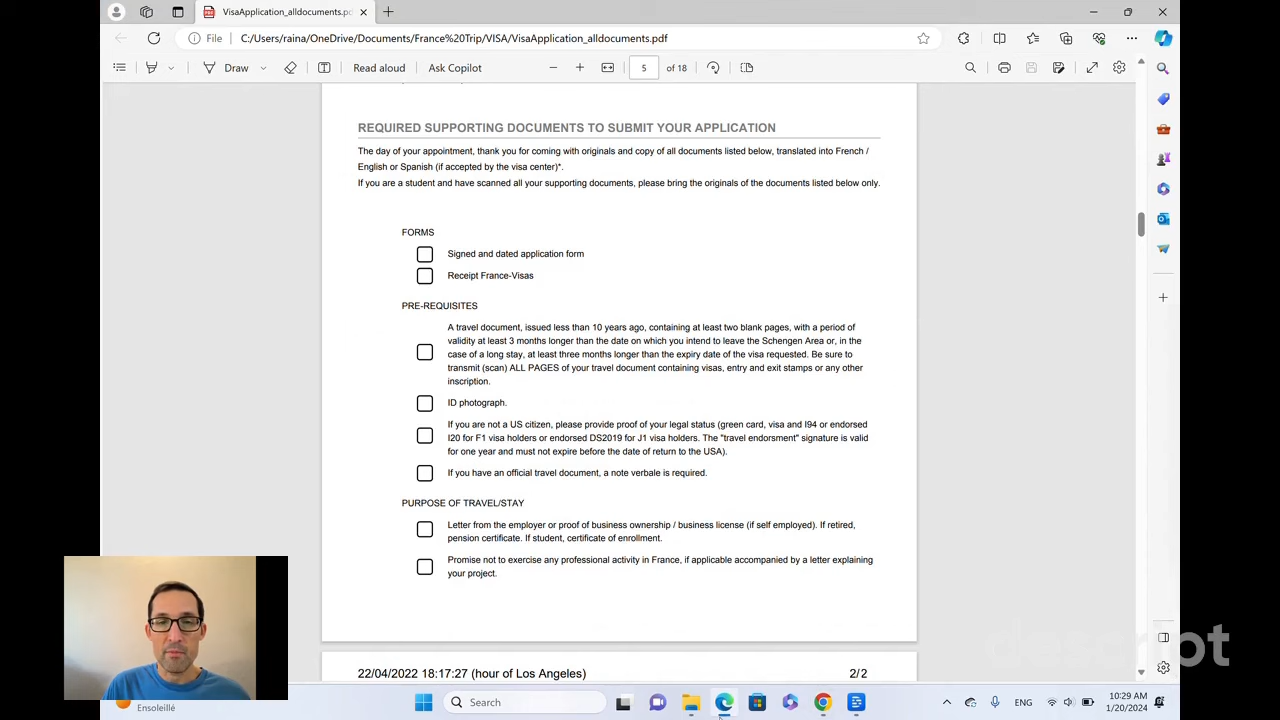 VisaApplication_alldocuments.pd
File
C:/Users/raina/OneDrive/Documents/France%20Trip/VISA/VisaApplication_alldocuments.pdf
Draw
Read aloud
Ask Copilot
5
of 18
REQUIRED SUPPORTING DOCUMENTS TO SUBMIT YOUR APPLICATION
The day of your appointment, thank you for coming with originals and copy of all documents listed below, translated into French /
English or Spanish (if accepted by the visa center)*.
If you are a student and have scanned all your supporting documents, please bring the originals of the documents listed below only.
FORMS
Signed and dated application form
Receipt France-Visas
PRE-REQUISITES
A travel document, issued less than 10 years ago, containing at least two blank pages, with a period of
validity at least 3 months longer than the date on which you intend to leave the Schengen Area or, in the
case of a long stay, at least three months longer than the expiry date of the visa requested. Be sure to
transmit (scan) ALL PAGES of your travel document containing visas, entry and exit stamps or any other
inscription.
ID photograph.
If you are not a US citizen, please provide proof of your legal status (green card, visa and I94 or endorsed
I20 for F1 visa holders or endorsed DS2019 for J1 visa holders. The "travel endorsment" signature is valid
for one year and must not expire before the date of return to the USA).
If you have an official travel document, a note verbale is required.
PURPOSE OF TRAVEL/STAY
Letter from the employer or proof of business ownership / business license (if self employed). If retired,
pension certificate. If student, certificate of enrollment.
Promise not to exercise any professional activity in France, if applicable accompanied by a letter explaining
your project.
descript
22/04/2022 18:17:27 (hour of Los Angeles)
2/2
Ensoleillé
Search
ENG
10:29 AM
1/20/2024